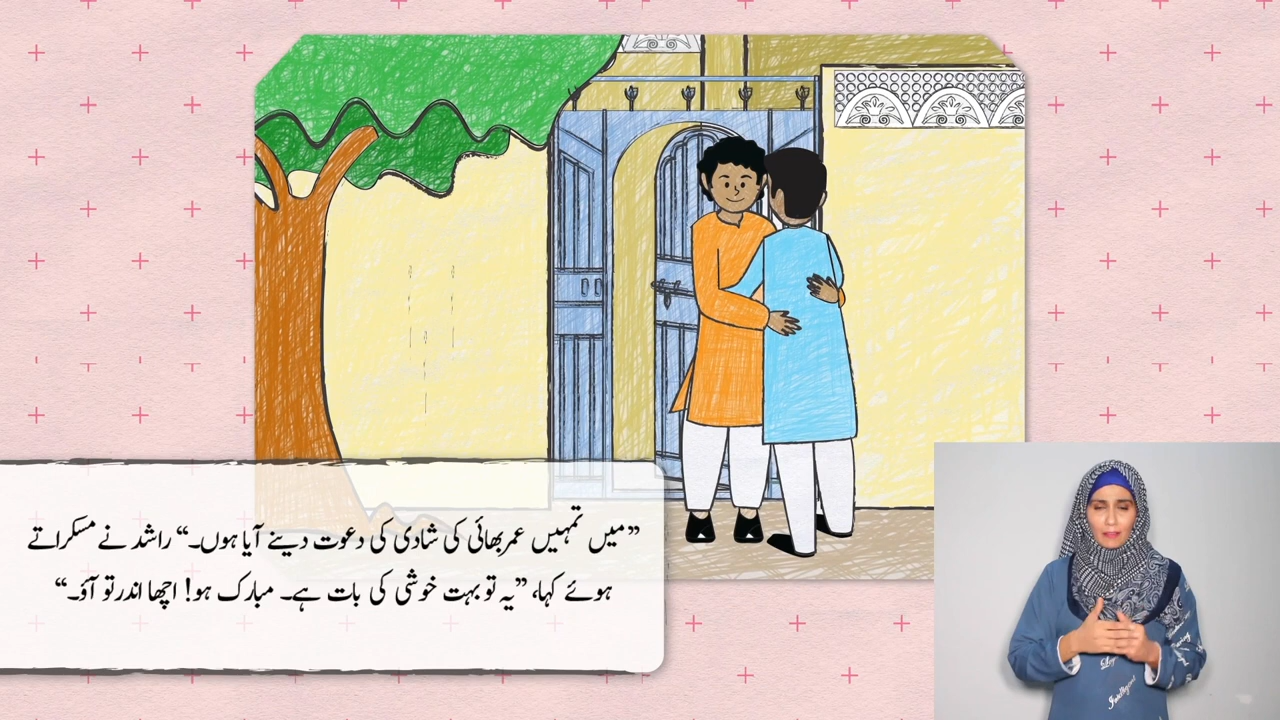 ”میں تمہیں عمر بھائی کی شادی کی دعوت دینے آیا ہوں۔“ راشد نے مسکراتے
ہوئے کہا، ”یہ تو بہت خوشی کی بات ہے۔ مبارک ہو! اچھا اندر تو آؤ۔“